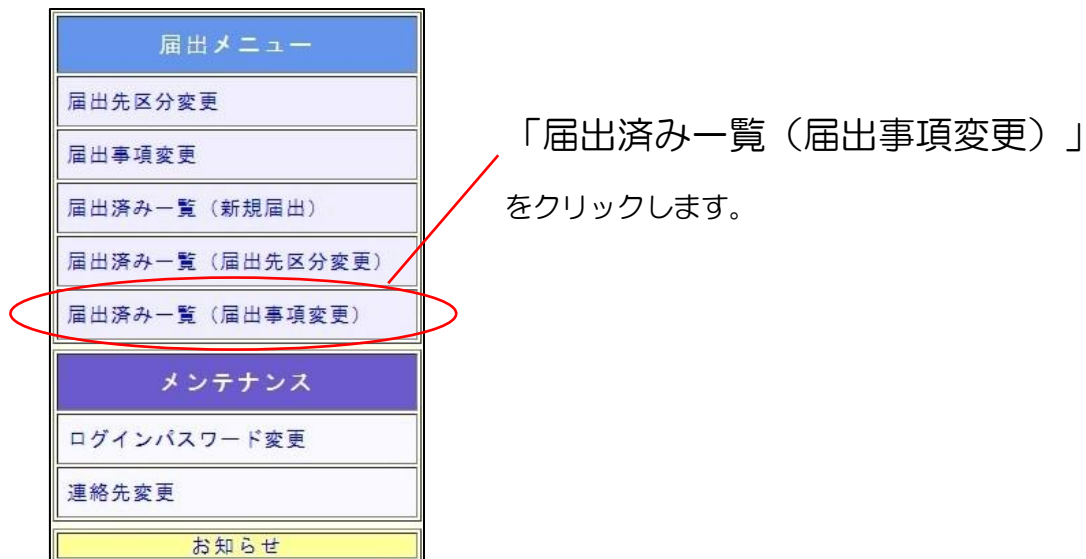 届出メニュー
届出先区分変更
届出事項変更
届出済み一覧（新規届出）
届出済み一覧（届出先区分変更）
届出済み一覧（届出事項変更）
メンテナンス
ログインパスワード変更
連絡先変更
お知らせ
「届出済み一覧（届出事項変更）」
をクリックします。